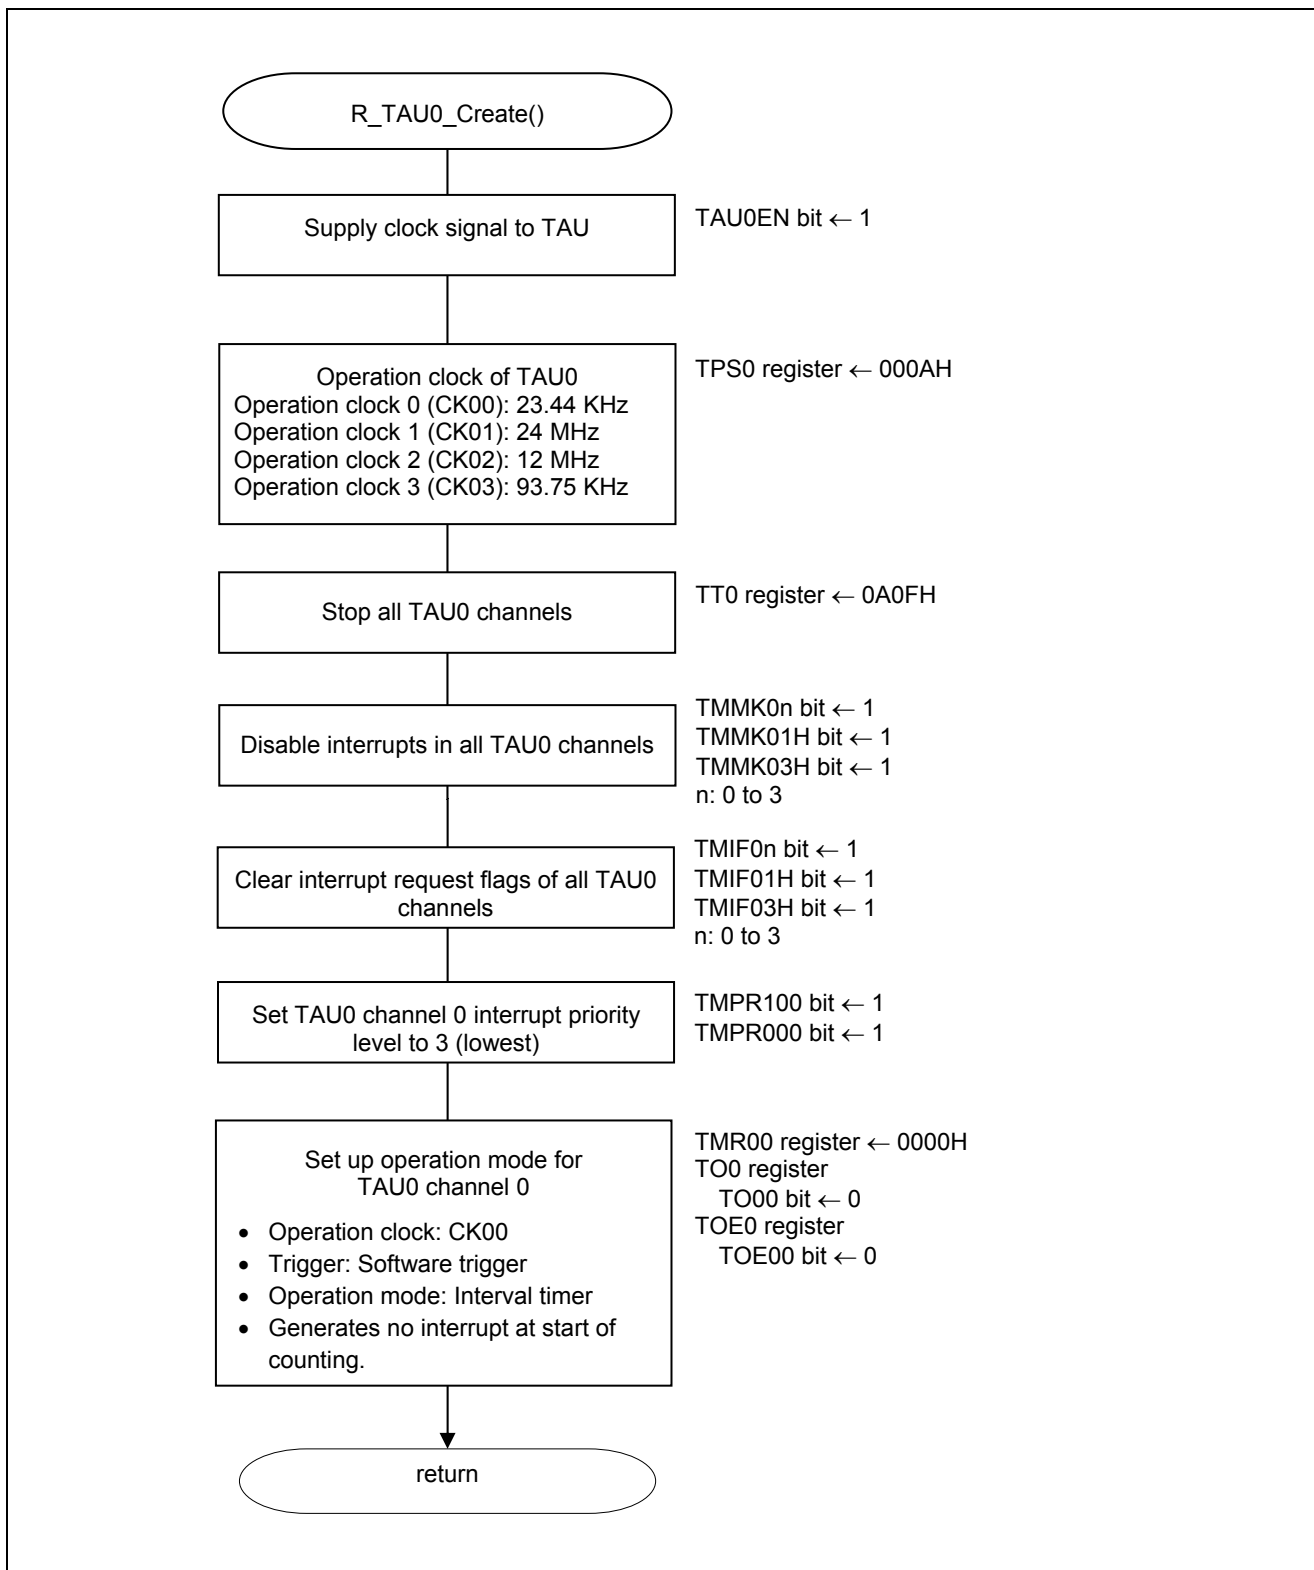 R_TAU0_Create()
Supply clock signal to TAU
TAU0EN bit ← 1
Operation clock of TAU0
Operation clock 0 (CK00): 23.44 KHz
Operation clock 1 (CK01): 24 MHz
Operation clock 2 (CK02): 12 MHz
Operation clock 3 (CK03): 93.75 KHz
TPS0 register ← 000AH
Stop all TAU0 channels
TT0 register ← 0A0FH
Disable interrupts in all TAU0 channels
TMMK0n bit ← 1
TMMK01H bit ← 1
TMMK03H bit ← 1
n: 0 to 3
Clear interrupt request flags of all TAU0
channels
TMIF0n bit ← 1
TMIF01H bit ← 1
TMIF03H bit ← 1
n: 0 to 3
Set TAU0 channel 0 interrupt priority
level to 3 (lowest)
TMPR100 bit ← 1
TMPR000 bit ← 1
Set up operation mode for
TAU0 channel 0
• Operation clock: CK00
• Trigger: Software trigger
• Operation mode: Interval timer
• Generates no interrupt at start of
counting.
TMR00 register ← 0000H
TO0 register
TO00 bit ← 0
TOE0 register
TOE00 bit ← 0
return